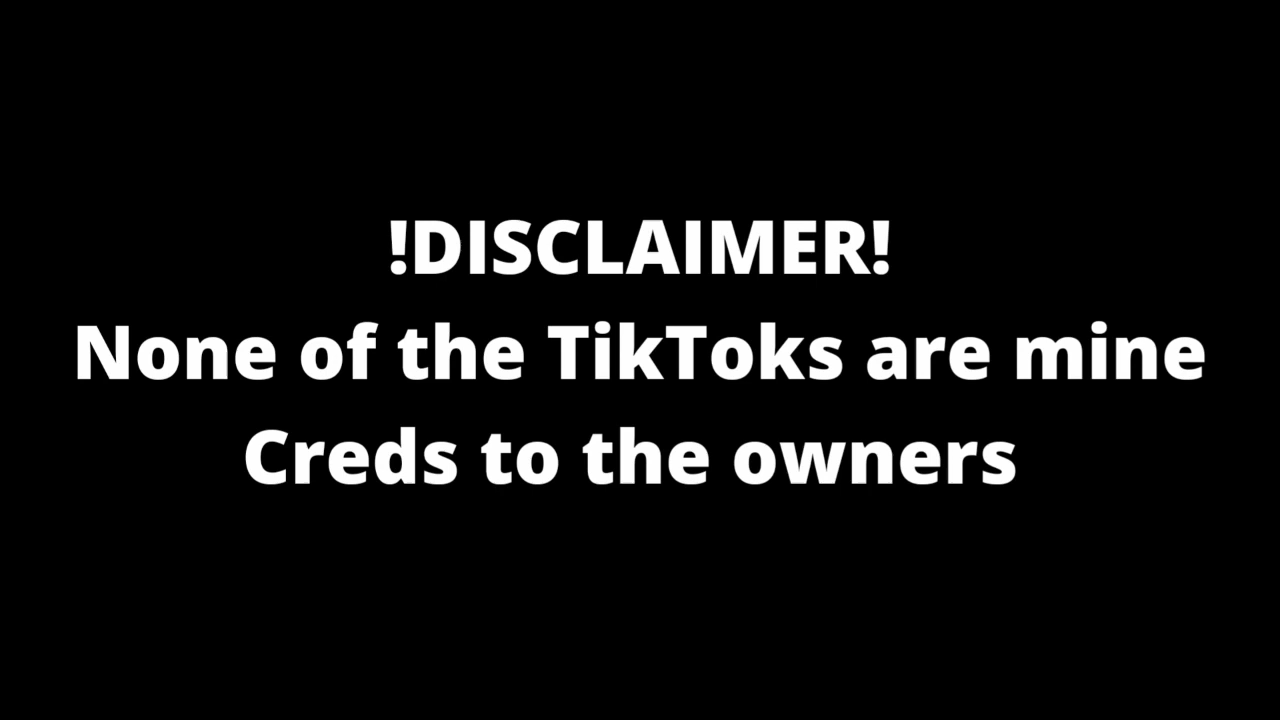 !DISCLAIMER!
None of the TikToks are mine
Creds to the owners